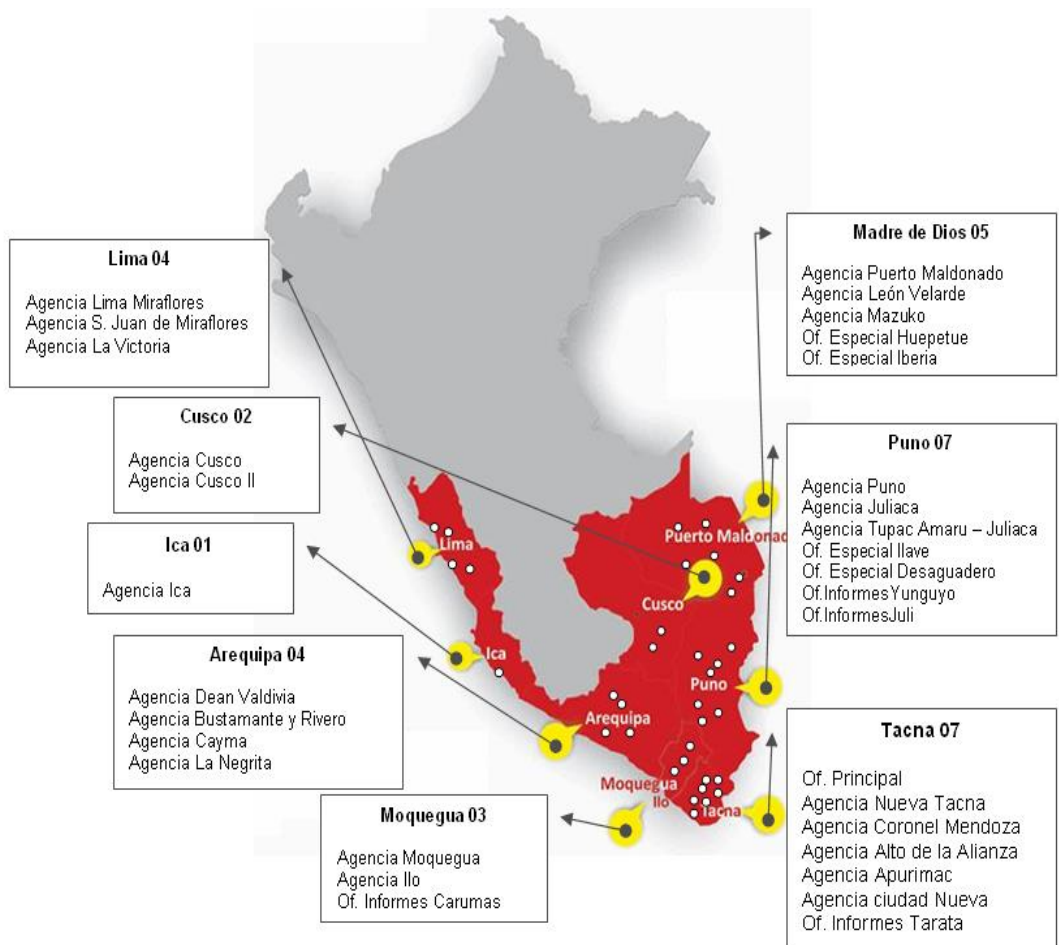 Lima 04
Agencia Lima Miraflores
Agencia S. Juan de Miraflores
Agencia La Victoria
Cusco 02
Agencia Cusco
Agencia Cusco II
Ica 01
Agencia Ica
Arequipa 04
Agencia Dean Valdivia
Agencia Bustamante y Rivero
Agencia Cayma
Agencia La Negrita
Moquegua 03
Agencia Moquegua
Agencia Ilo
Of. Informes Carumas
Lima
Ica
Arequipa
Moquegua
Ilo
Tacna
Puno
Cusco
Puerto Maldonad
Madre de Dios 05
Agencia Puerto Maldonado
Agencia León Velarde
Agencia Mazuko
Of. Especial Huepetue
Of. Especial Iberia
Puno 07
Agencia Puno
Agencia Juliaca
Agencia Tupac Amaru – Juliaca
Of. Especial Ilave
Of. Especial Desaguadero
Of.InformesYunguyo
Of.InformesJuli
Tacna 07
Of. Principal
Agencia Nueva Tacna
Agencia Coronel Mendoza
Agencia Alto de la Alianza
Agencia Apurimac
Agencia ciudad Nueva
Of. Informes Tarata